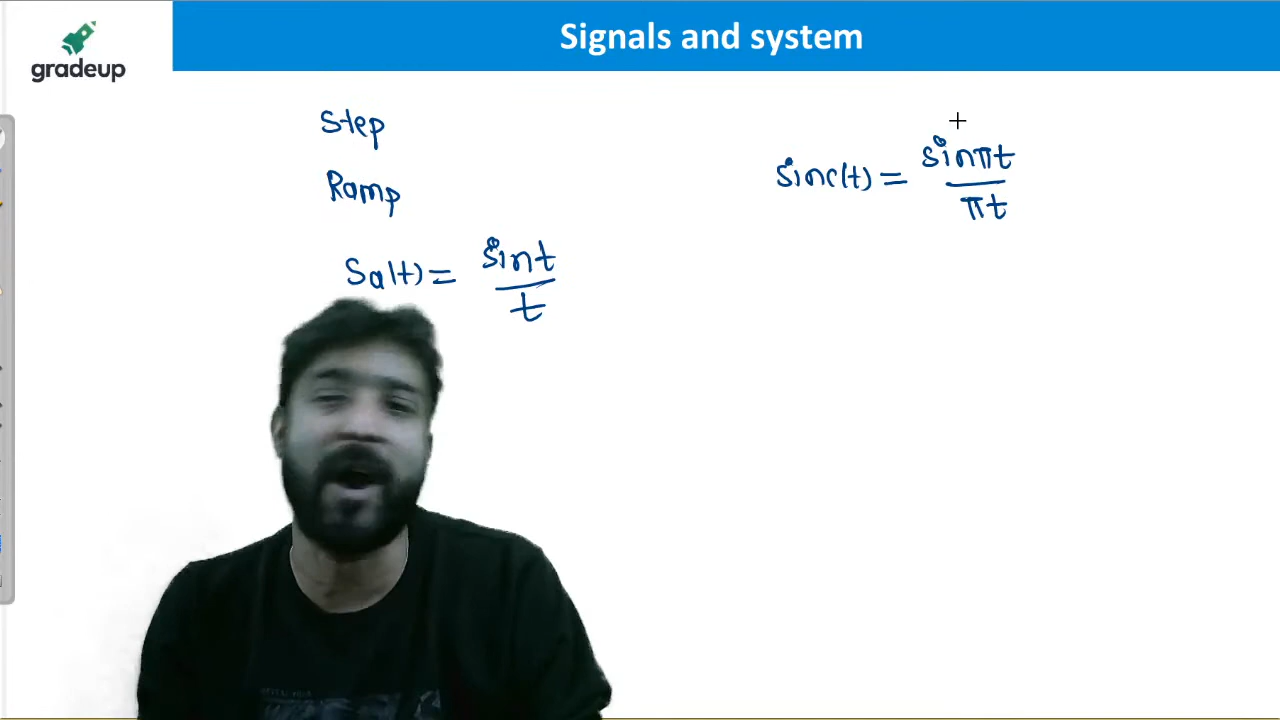 gradeup
Signals and system
Step
Ramp
Sa(t) = sint/t
sinc(t) = sinπt/πt